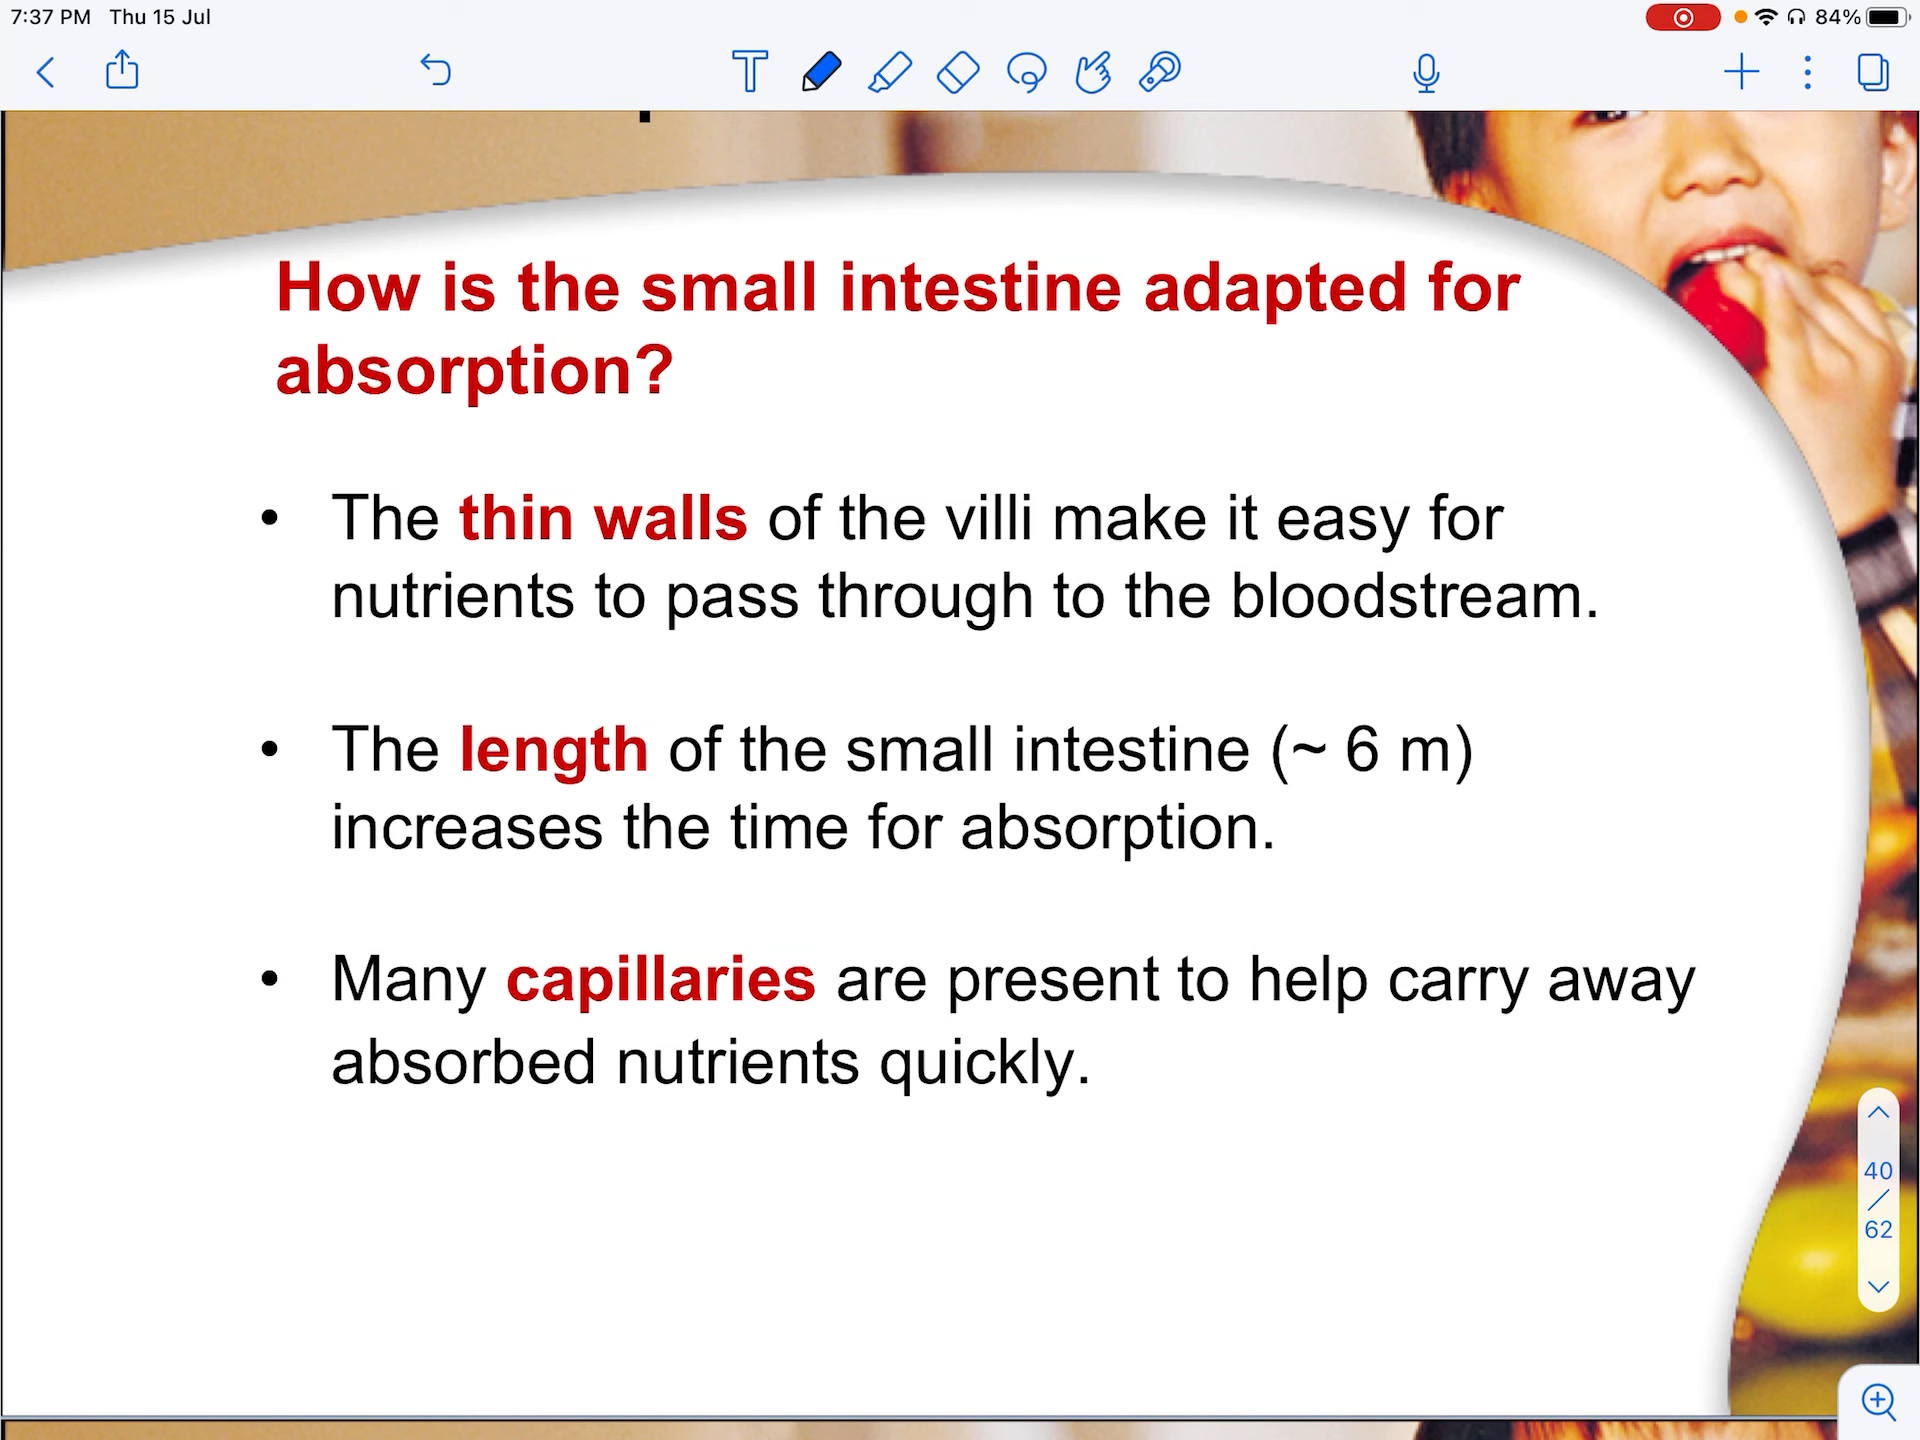 7:37 PM Thu 15 Jul
84%
How is the small intestine adapted for
absorption?
• The thin walls of the villi make it easy for
nutrients to pass through to the bloodstream.
• The length of the small intestine (~ 6 m)
increases the time for absorption.
• Many capillaries are present to help carry away
absorbed nutrients quickly.
40
/
62